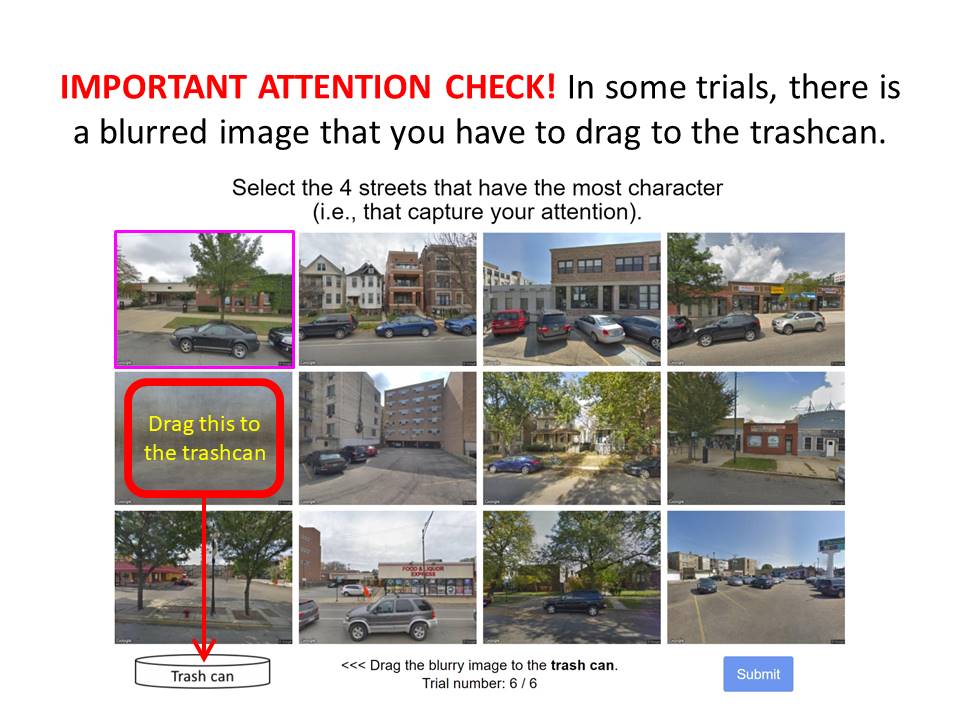 IMPORTANT ATTENTION CHECK! In some trials, there is
a blurred image that you have to drag to the trashcan.
Select the 4 streets that have the most character
(i.e., that capture your attention).
Drag this to
the trashcan
FOOD & LIQUOR
EXPRESS
Trash can
<<< Drag the blurry image to the trash can.
Trial number: 6 / 6
Submit